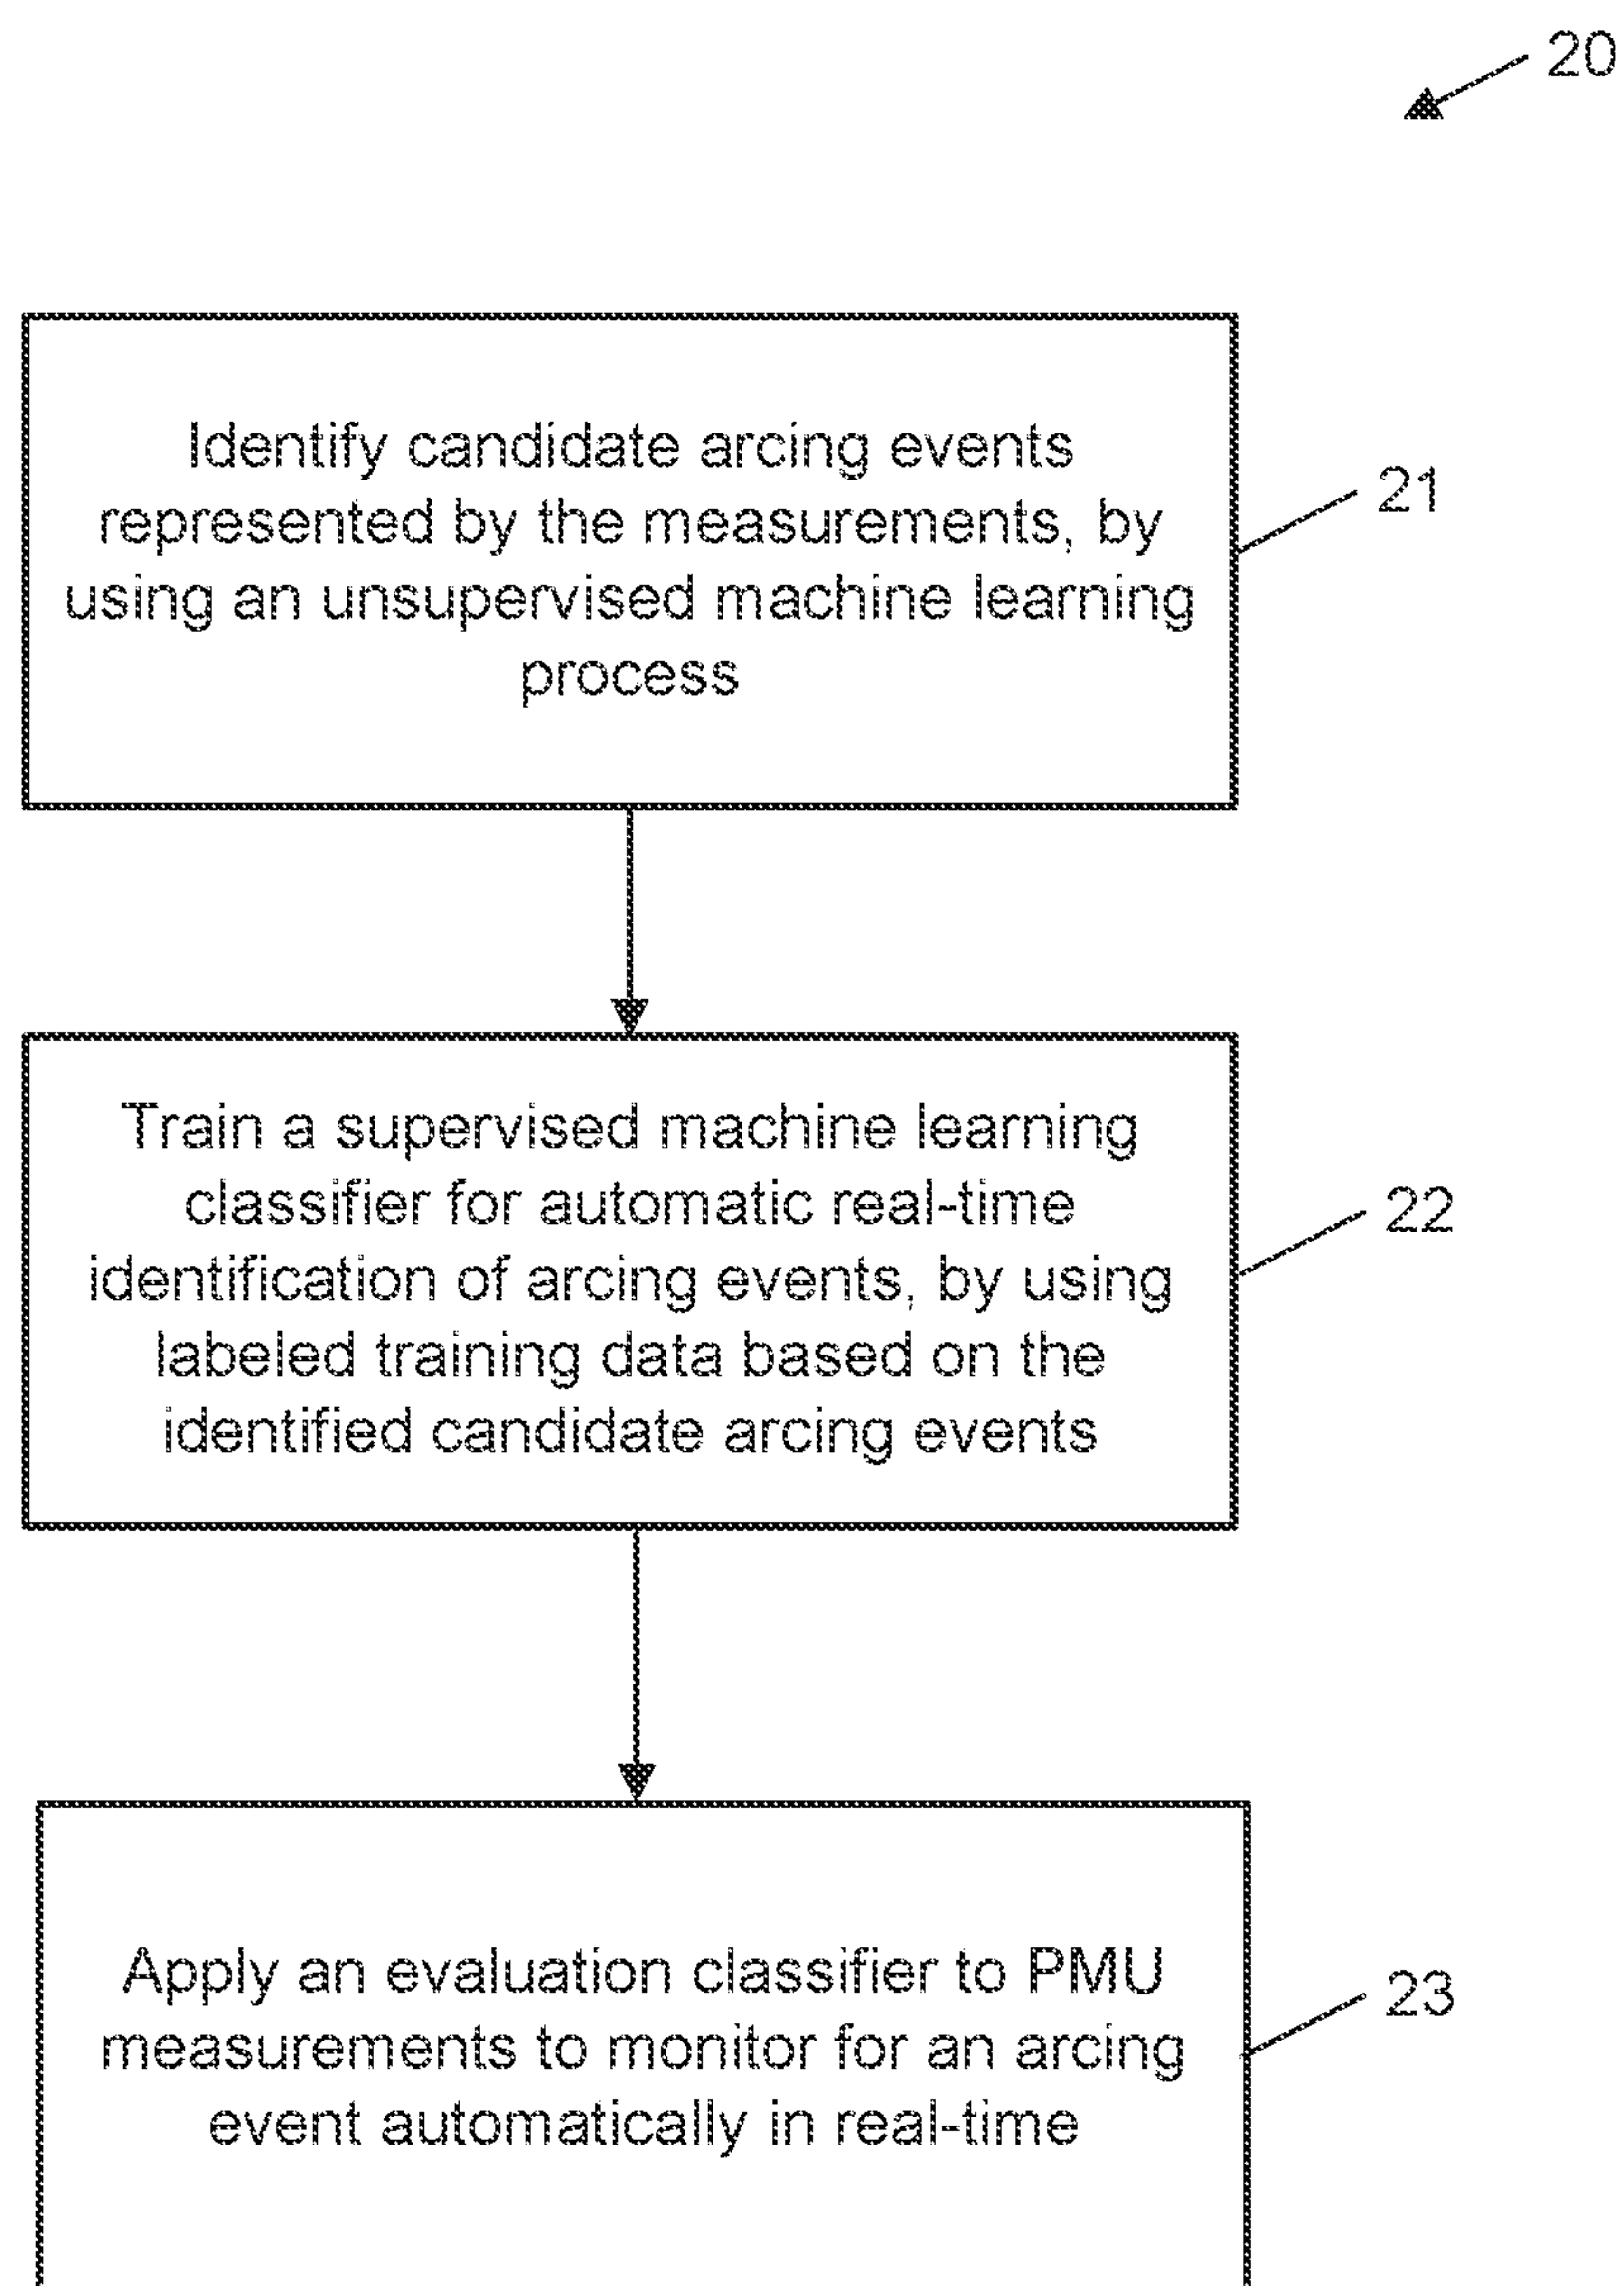 20
Identify candidate arcing events
represented by the measurements, by
using an unsupervised machine learning
process
21
Train a supervised machine learning
classifier for automatic real-time
identification of arcing events, by using
labeled training data based on the
identified candidate arcing events
22
Apply an evaluation classifier to PMU
measurements to monitor for an arcing
event automatically in real-time
23